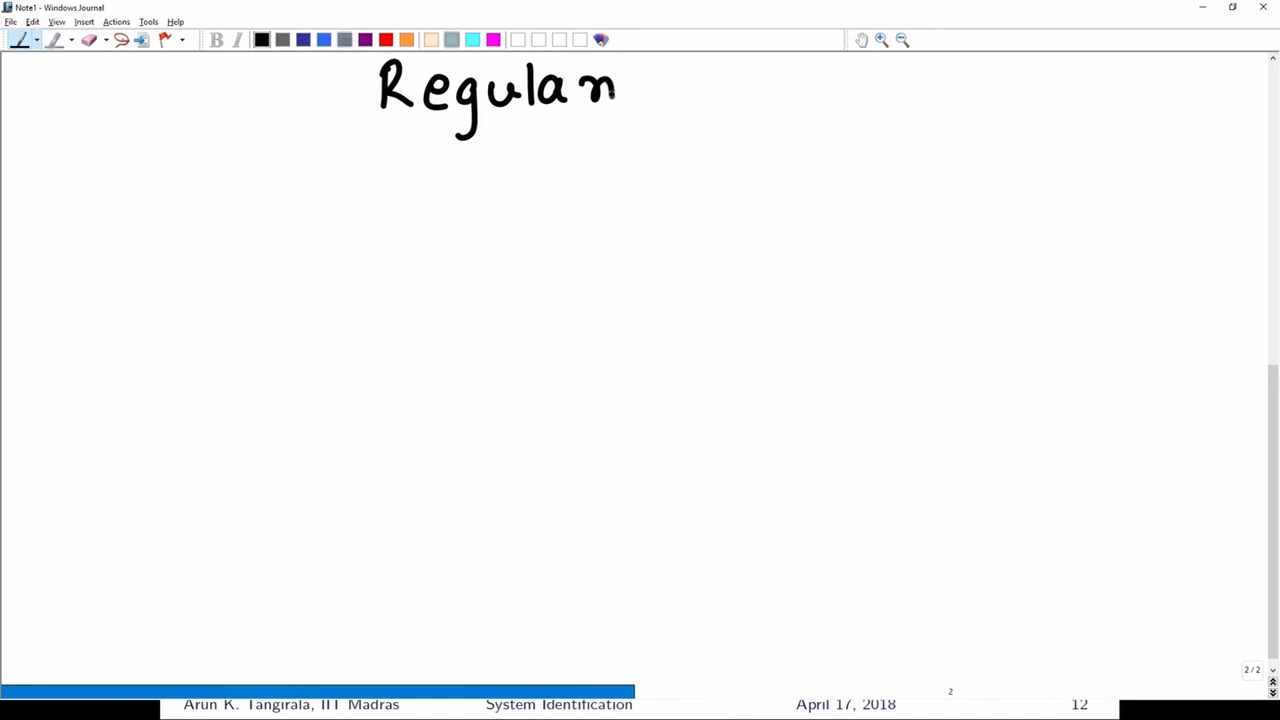 Note1 - Windows Journal
File Edit View Insert Actions Tools Help
B I
Regular
2 / 2
2
Arun K. Tangirala, IIT Madras System Identification April 17, 2018 12